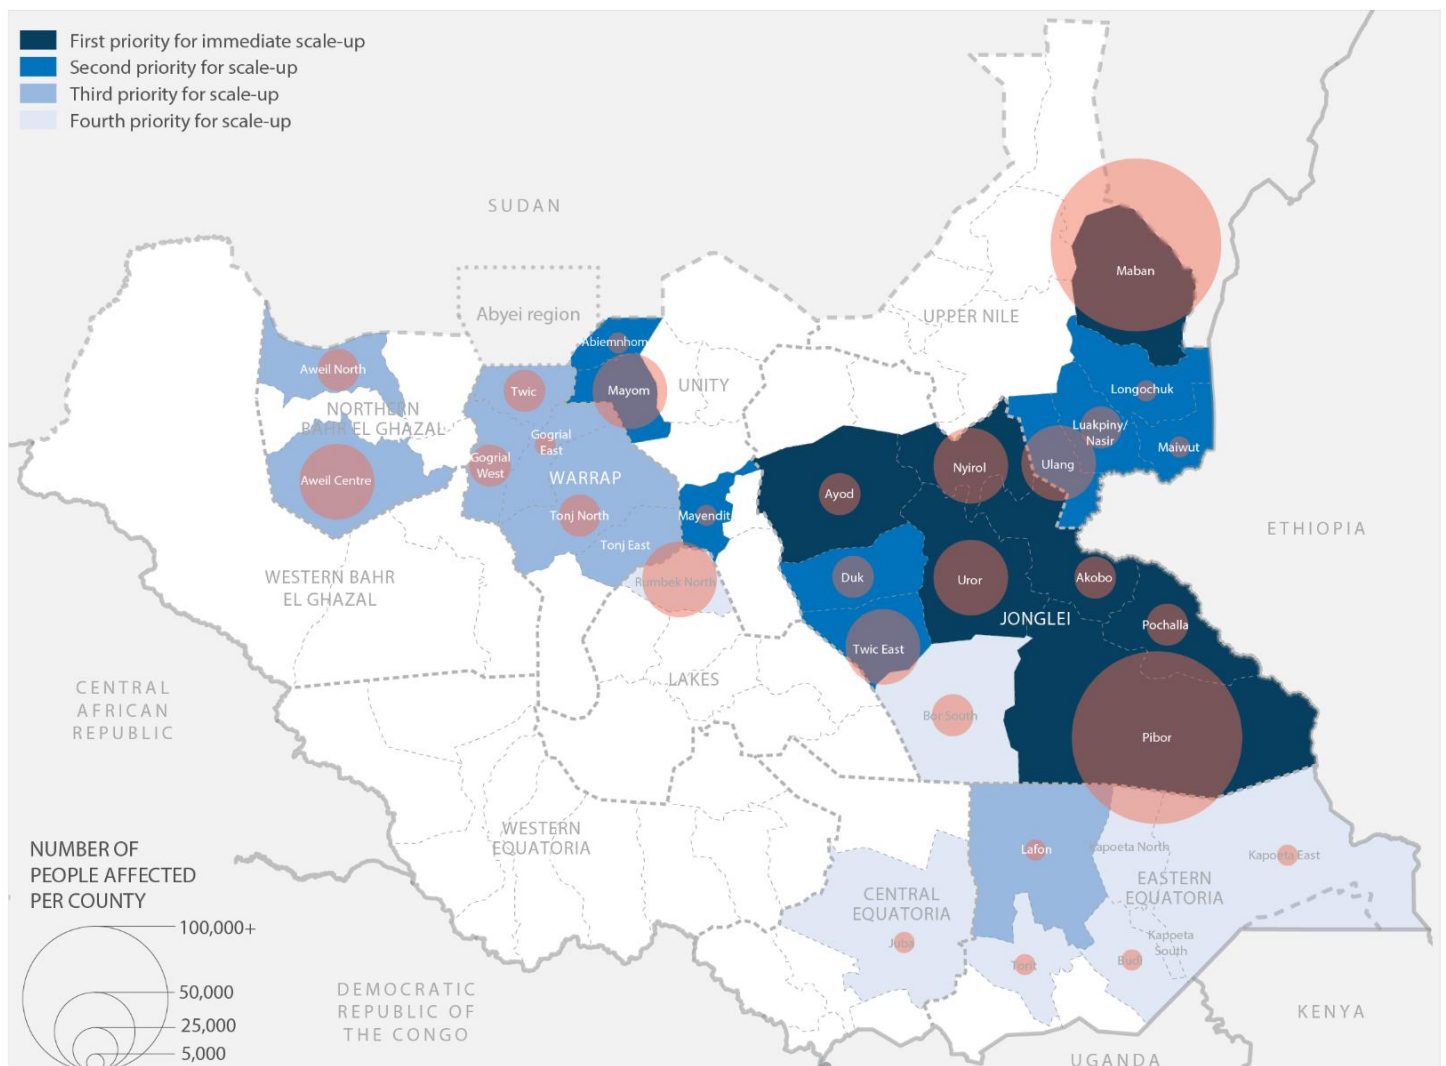 First priority for immediate scale-up
Second priority for scale-up
Third priority for scale-up
Fourth priority for scale-up
SUDAN
Maban
Abyei region
UPPER NILE
Abiemnhom
Aweil North
Twic
Mayom
UNITY
Longochuk
NORTHERN
BAHR EL GHAZAL
Luakpiny/
Nasir
Gogrial
East
Maiwut
Gogrial
West
Ulang
Nyirol
WARRAP
Aweil Centre
Ayod
Tonj North
Mayendit
ETHIOPIA
Tonj East
WESTERN BAHR
EL GHAZAL
Rumbek North
Duk
Uror
Akobo
JONGLEI
Pochalla
Twic East
LAKES
CENTRAL
AFRICAN
REPUBLIC
Bor South
Pibor
WESTERN
EQUATORIA
NUMBER OF
PEOPLE AFFECTED
PER COUNTY
Lafon
Kapoeta North
Kapoeta East
CENTRAL
EQUATORIA
EASTERN
EQUATORIA
100,000+
Juba
Kapoeta
South
Torit
Budi
50,000
25,000
5,000
DEMOCRATIC
REPUBLIC OF
THE CONGO
KENYA
UGANDA